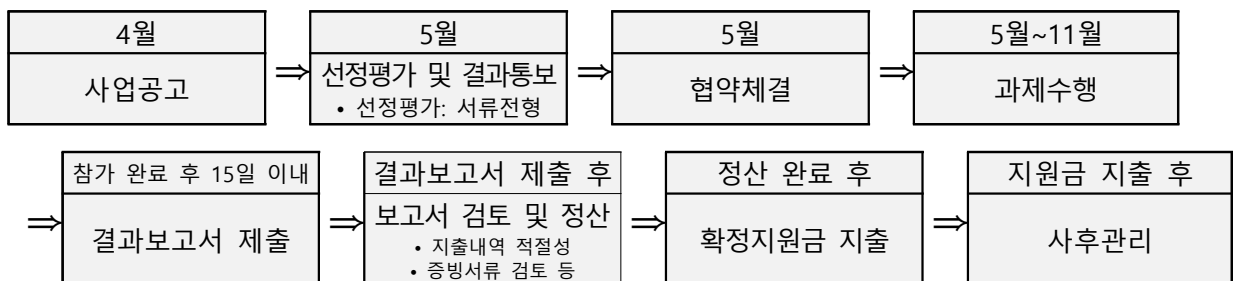 4월
사업공고
⇒
5월
선정평가 및 결과통보
• 선정평가: 서류전형
⇒
5월
협약체결
⇒
5월~11월
과제수행
⇒
참가 완료 후 15일 이내
결과보고서 제출
⇒
결과보고서 제출 후
보고서 검토 및 정산
• 지출내역 적절성
• 증빙서류 검토 등
⇒
정산 완료 후
확정지원금 지출
⇒
지원금 지출 후
사후관리